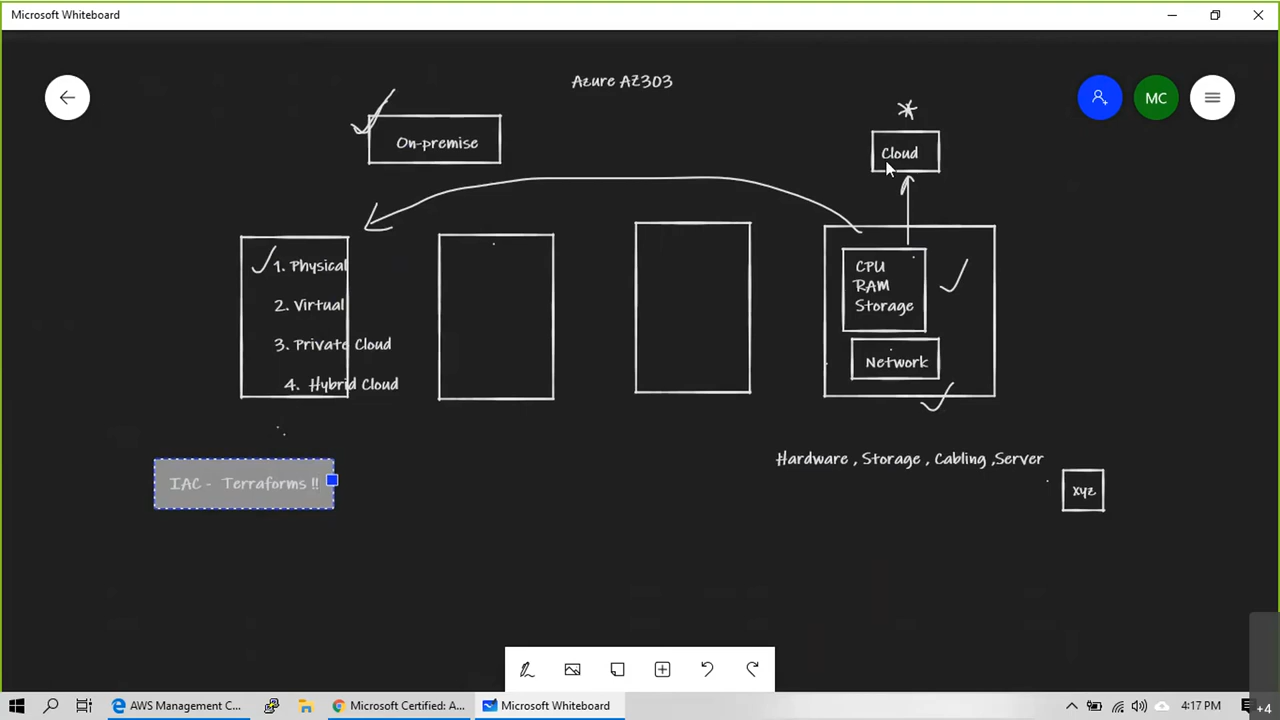 Microsoft Whiteboard
Azure AZ303
MC
On-premise
Cloud
1. Physical
2. Virtual
3. Private Cloud
4. Hybrid Cloud
CPU
RAM
Storage
Network
Hardware , Storage , Cabling ,Server
IAC - Terraforms !!
xyz
AWS Management C...
Microsoft Certified: A...
Microsoft Whiteboard
4:17 PM
+4